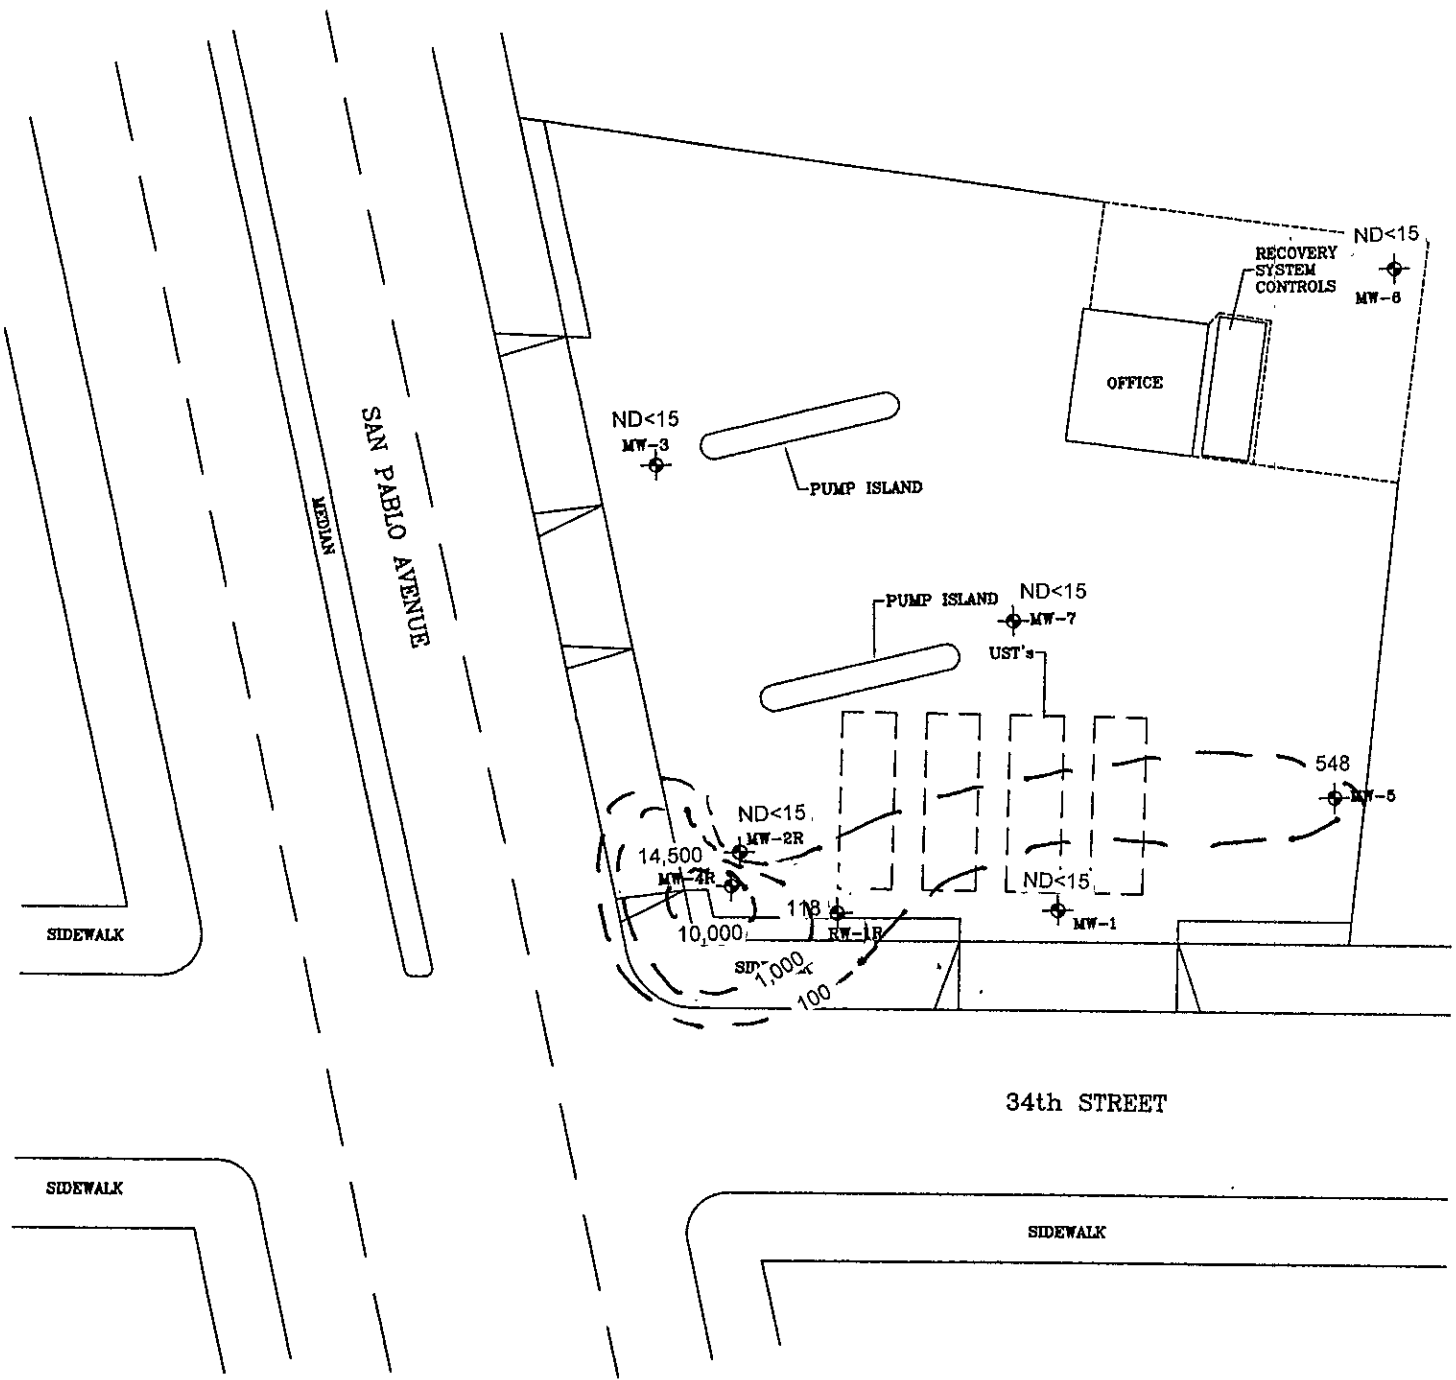 ND<15
RECOVERY
SYSTEM
CONTROLS
MW-6
OFFICE
SAN PABLO AVENUE
MEDIAN
ND<15
MW-3
PUMP ISLAND
PUMP ISLAND
ND<15
MW-7
UST's
548
MW-5
ND<15
MW-2R
14,500
MW-4R
ND<15
MW-1
118
RW-1R
10,000
1,000
100
SIDEWALK
34th STREET
SIDEWALK
SIDEWALK